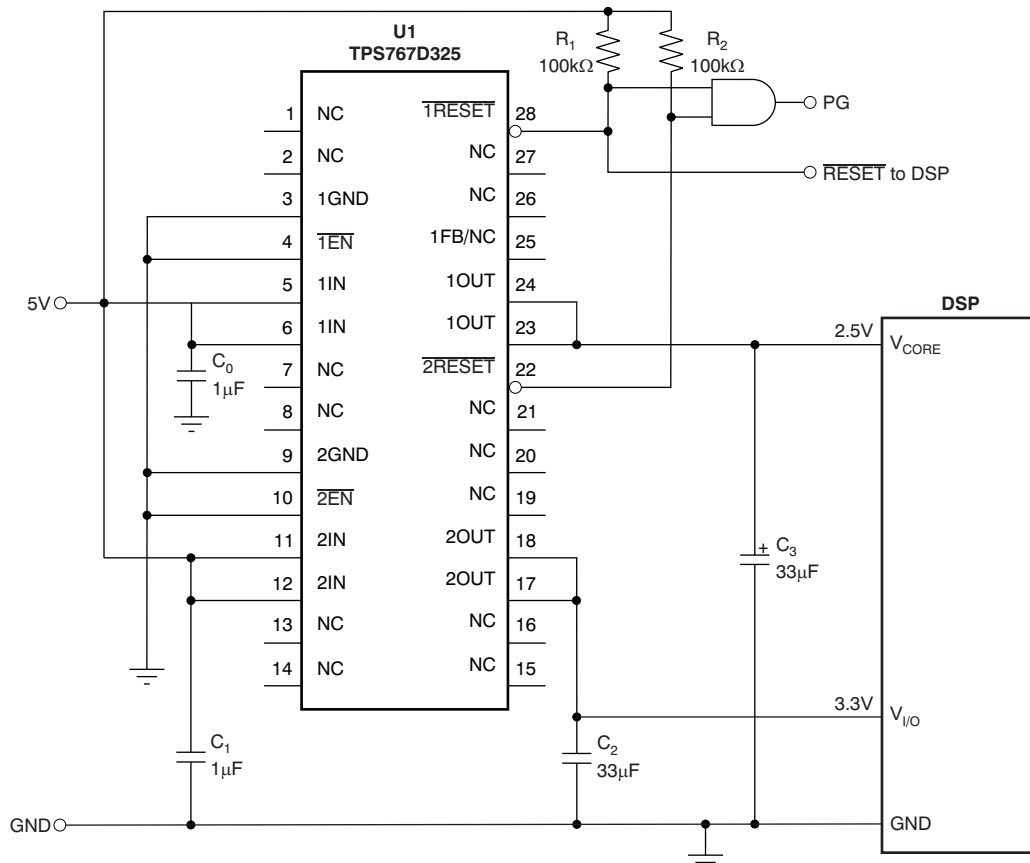 U1
TPS767D325
R1
100kΩ
R2
100kΩ
PG
RESET to DSP
1 NC
2 NC
3 1GND
4 1EN
5 1IN
6 1IN
7 NC
8 NC
9 2GND
10 2EN
11 2IN
12 2IN
13 NC
14 NC
1RESET 28
NC 27
NC 26
1FB/NC 25
1OUT 24
1OUT 23
2RESET 22
NC 21
NC 20
NC 19
2OUT 18
2OUT 17
NC 16
NC 15
5V
C0
1μF
C1
1μF
GND
DSP
2.5V VCORE
C3
+
33μF
3.3V VI/O
C2
33μF
GND